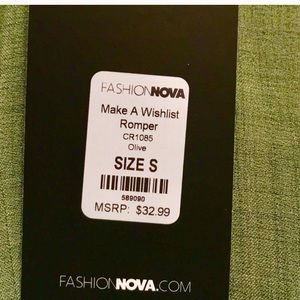 FASHIONNOVA
Make A Wishlist
Romper
CR1085
Olive
SIZE S
589090
MSRP: $32.99
FASHIONNOVA.COM